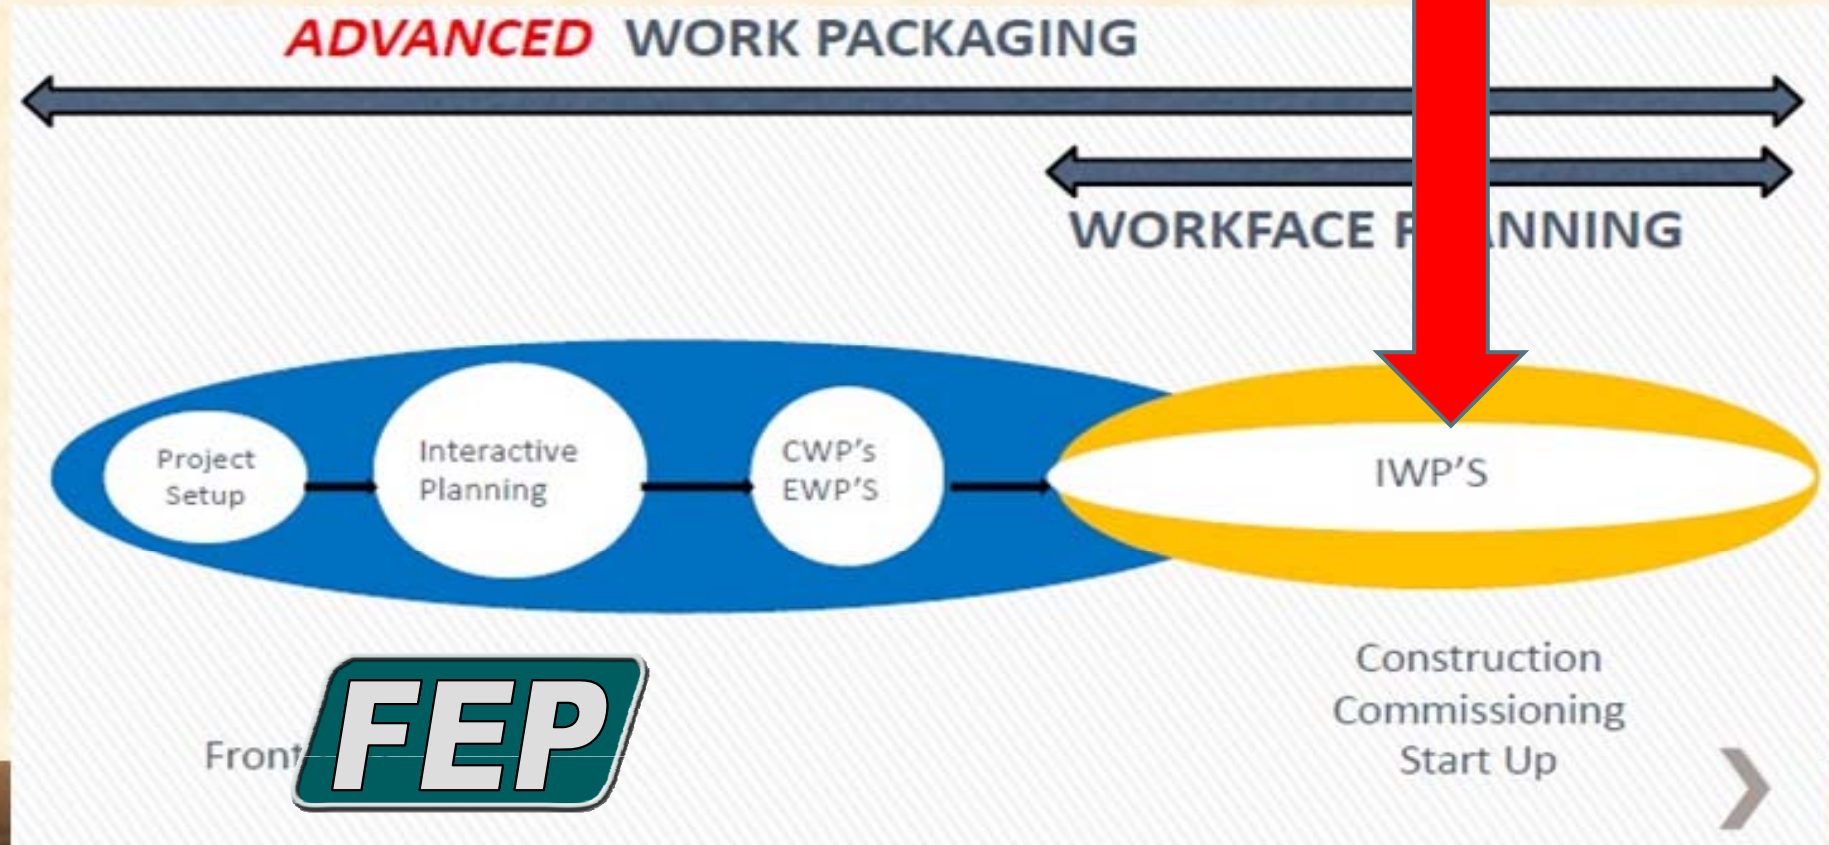 ADVANCED WORK PACKAGING
WORKFACE NNING
Project
Setup
Interactive
Planning
CWP's
EWP'S
IWP'S
FEP
Front
Construction
Commissioning
Start Up